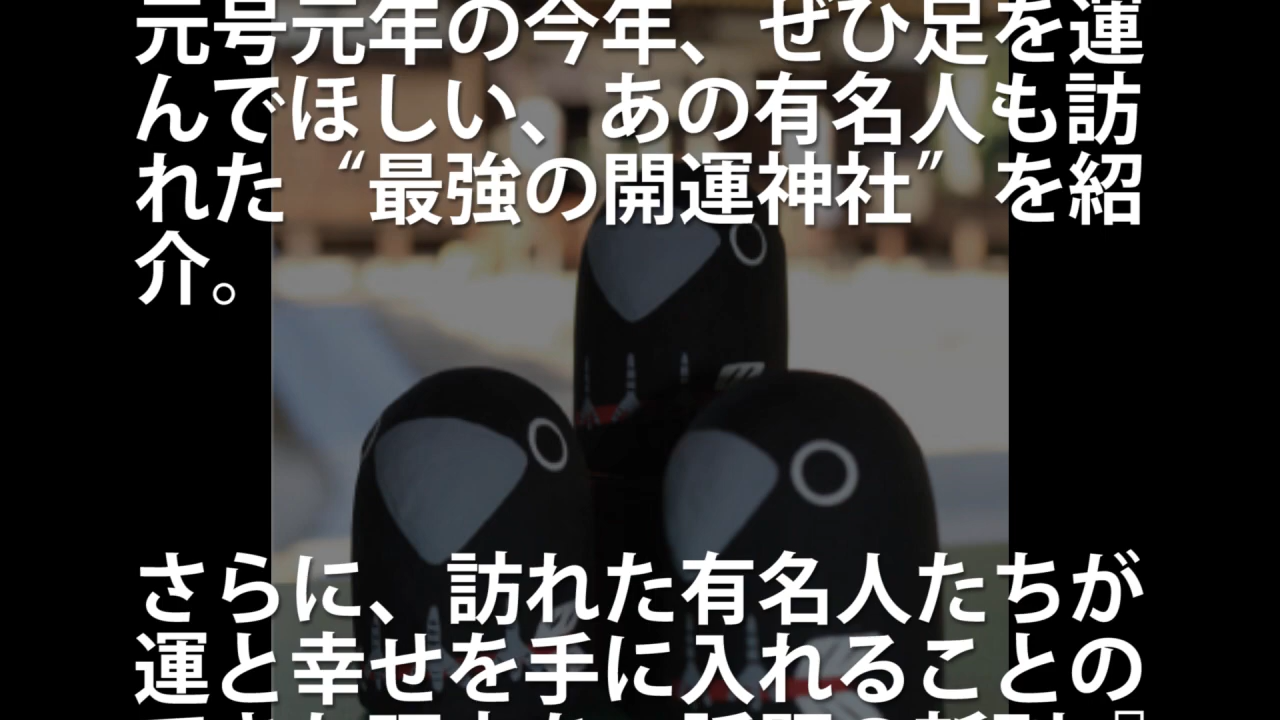 元号元年の今年、ぜひ足を運
んでほしい、あの有名人も訪
れた“最強の開運神社”を紹
介。
さらに、訪れた有名人たちが
運と幸せを手に入れることの